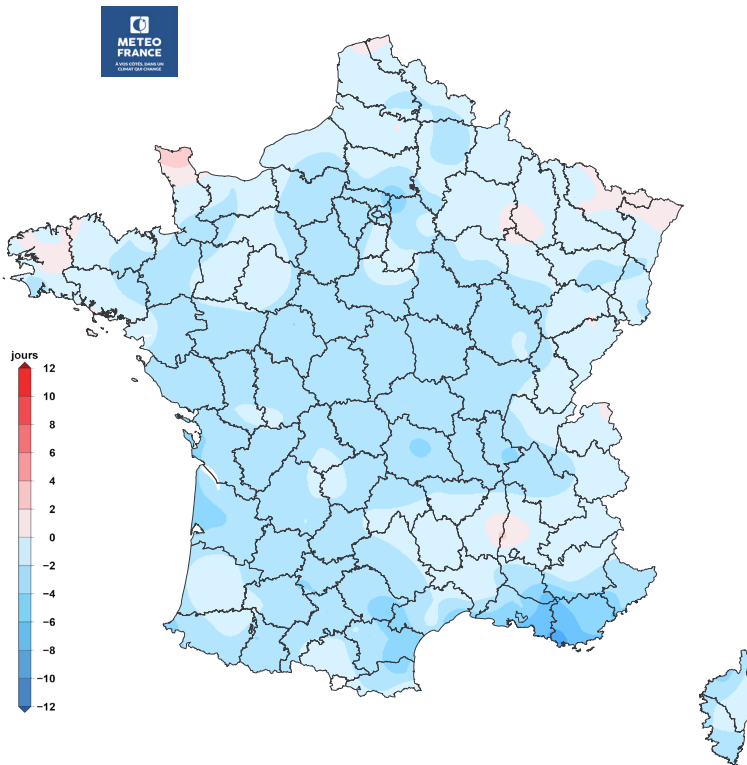 METEO
FRANCE
À VOS CÔTÉS, DANS UN
CLIMAT QUI CHANGE
jours
12
10
8
6
4
2
0
−2
−4
−6
−8
−10
−12